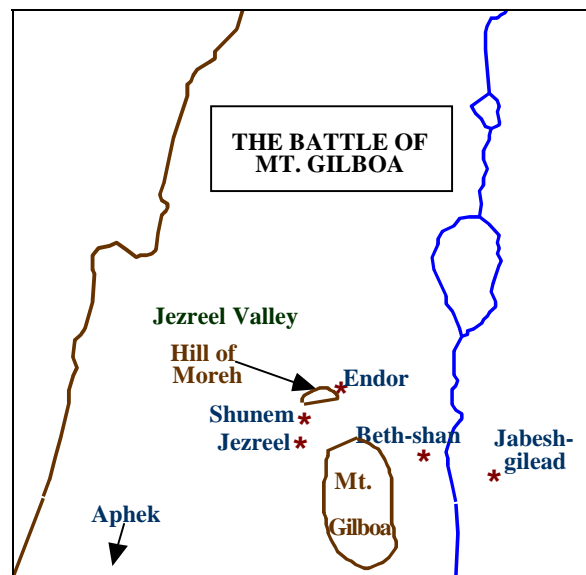 THE BATTLE OF
MT. GILBOA
Jezreel Valley
Hill of
Moreh
Endor
Shunem
Jezreel
Beth-shan
Jabesh-
gilead
Mt.
Gilboa
Aphek